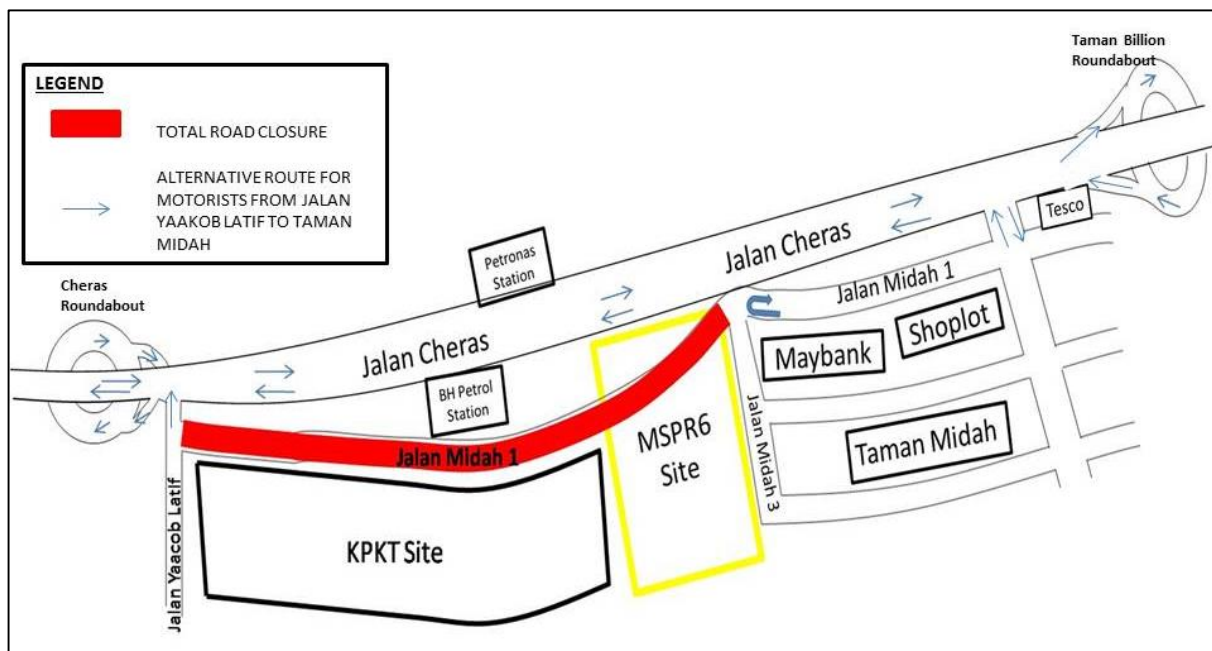 Taman Billion
Roundabout
LEGEND
TOTAL ROAD CLOSURE
ALTERNATIVE ROUTE FOR
MOTORISTS FROM JALAN
YAAKOB LATIF TO TAMAN
MIDAH
Tesco
Petronas
Station
Jalan Cheras
Cheras
Roundabout
Jalan Midah 1
Shoplot
Maybank
Jalan Cheras
BH Petrol
Station
Jalan Midah 1
MSPR6
Site
Jalan Midah 3
Taman Midah
Jalan Yaacob Latif
KPKT Site